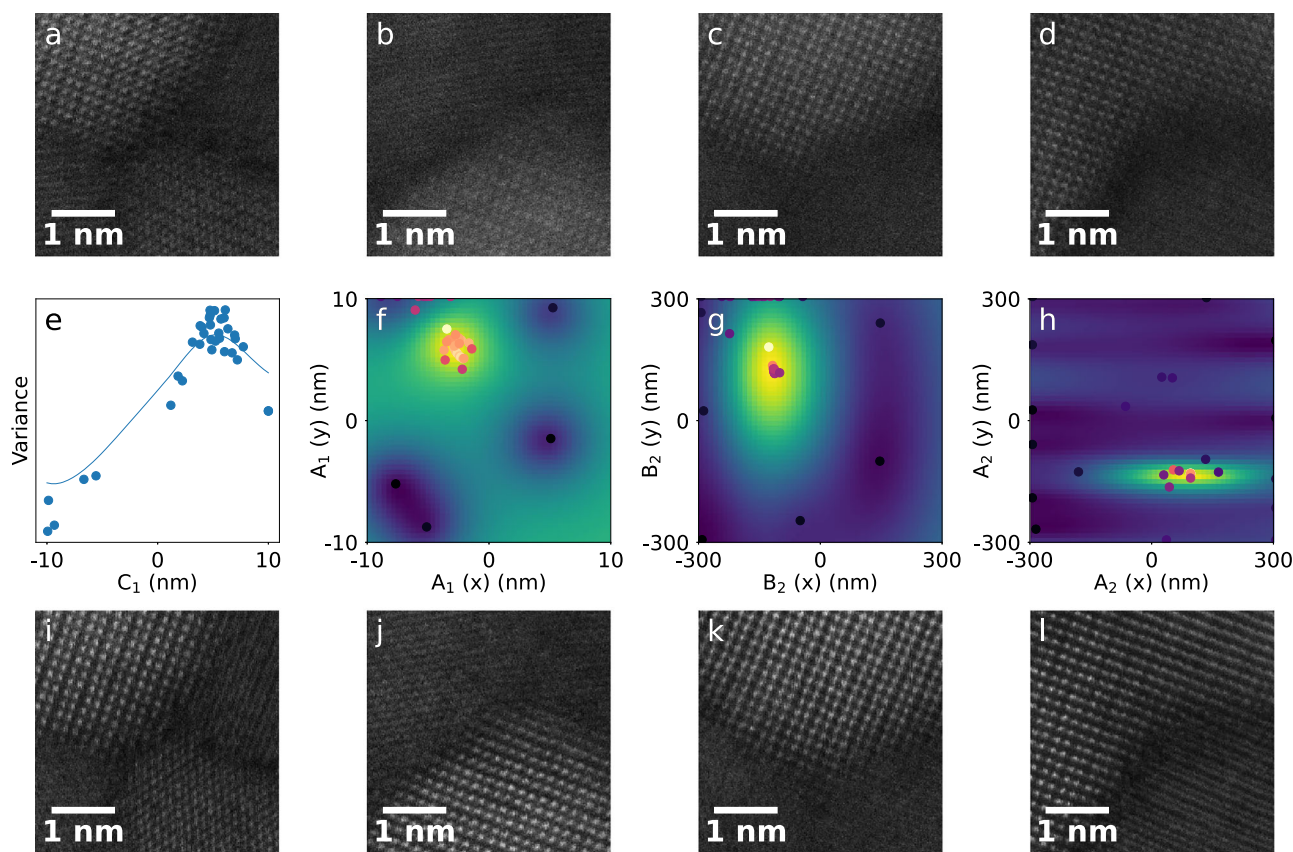 a
b
c
d
1 nm
1 nm
1 nm
1 nm
e
f
g
h
Variance
-10
0
10
C₁ (nm)
A₁ (y) (nm)
10
0
-10
-10
0
10
A₁ (x) (nm)
B₂ (y) (nm)
300
0
-300
-300
0
300
B₂ (x) (nm)
A₂ (y) (nm)
300
0
-300
-300
0
300
A₂ (x) (nm)
i
j
k
l
1 nm
1 nm
1 nm
1 nm